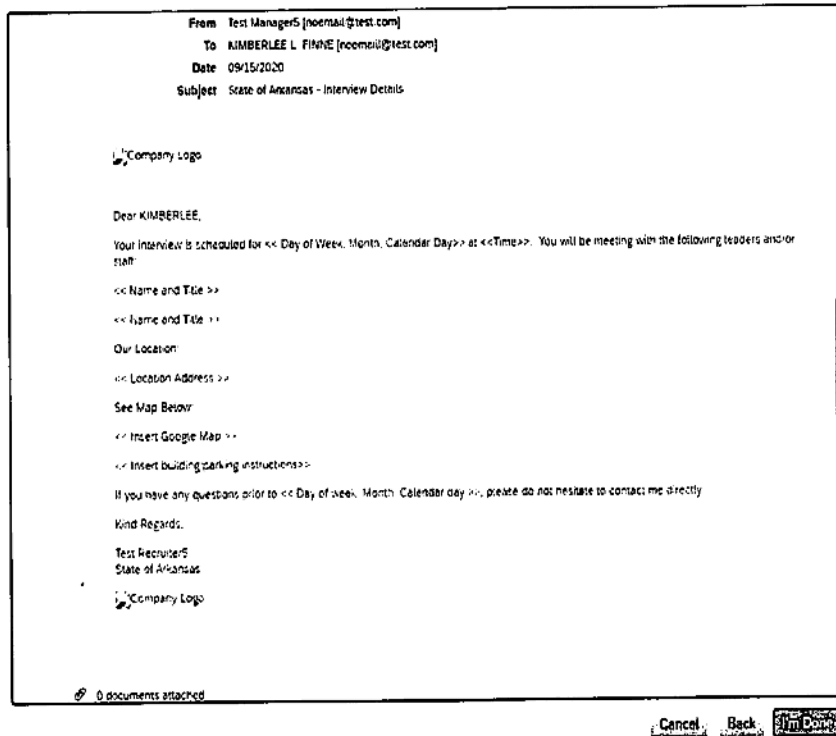 From Test Manager5 [noemail@test.com]
To KIMBERLEE L FINNE [noemail@test.com]
Date 09/15/2020
Subject State of Arkansas - Interview Details
Company Logo
Dear KIMBERLEE,
Your interview is scheduled for << Day of Week, Month, Calendar Day>> at <<Time>>. You will be meeting with the following leaders and/or
staff:
<< Name and Title >>
<< Name and Title >>
Our Location:
<< Location Address >>
See Map Below:
<< Insert Google Map >>
<< Insert building parking instructions>>
If you have any questions prior to << Day of week, Month, Calendar day >>, please do not hesitate to contact me directly
Kind Regards,
Test Recruiter5
State of Arkansas
Company Logo
0 documents attached
Cancel Back I'm Done